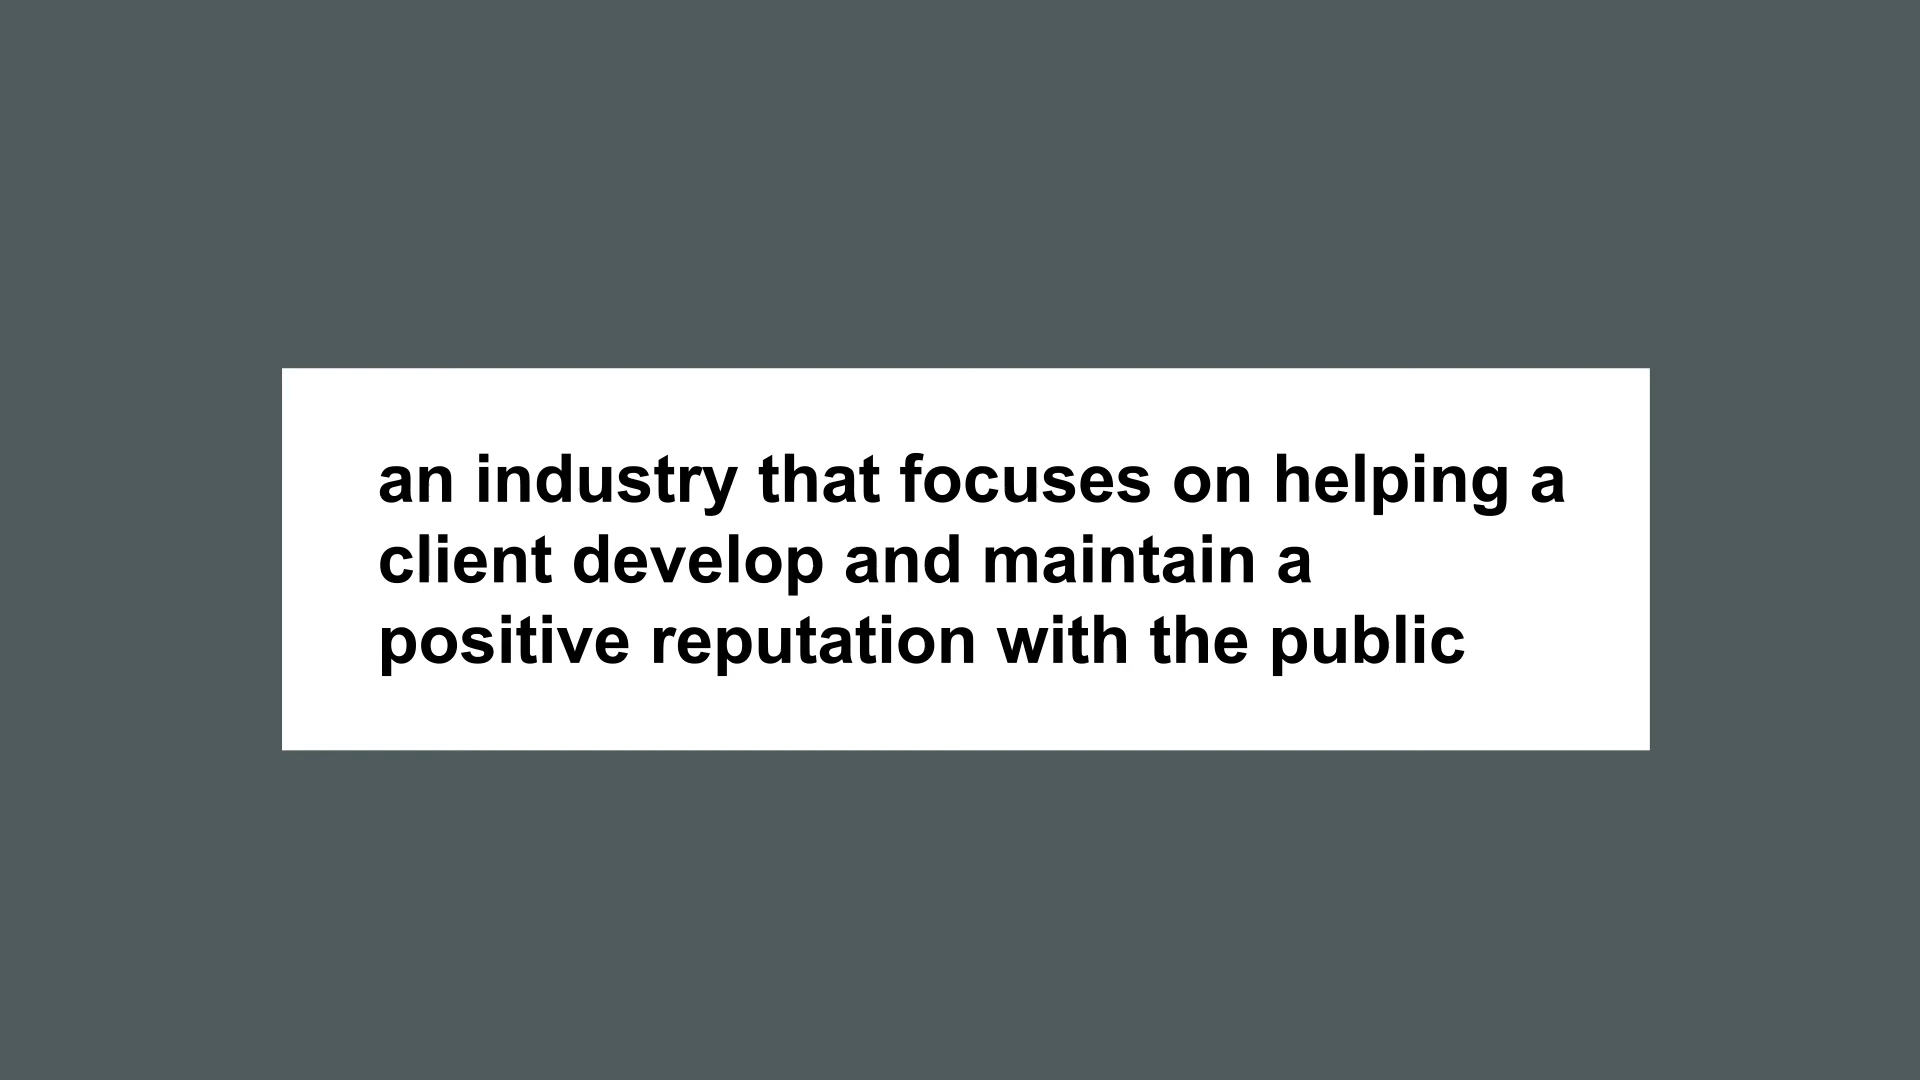 an industry that focuses on helping a
client develop and maintain a
positive reputation with the public